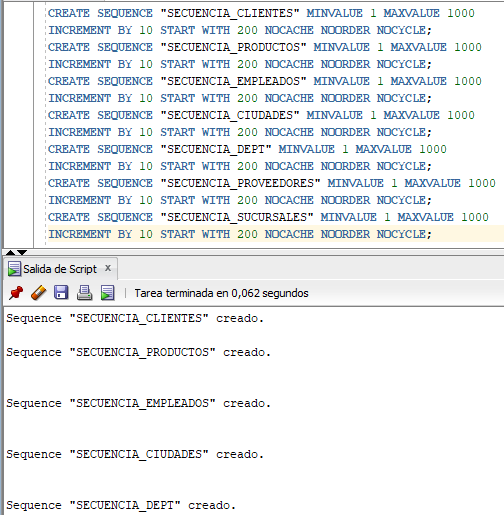 CREATE SEQUENCE "SECUENCIA_CLIENTES" MINVALUE 1 MAXVALUE 1000
INCREMENT BY 10 START WITH 200 NOCACHE NOORDER NOCYCLE;
CREATE SEQUENCE "SECUENCIA_PRODUCTOS" MINVALUE 1 MAXVALUE 1000
INCREMENT BY 10 START WITH 200 NOCACHE NOORDER NOCYCLE;
CREATE SEQUENCE "SECUENCIA_EMPLEADOS" MINVALUE 1 MAXVALUE 1000
INCREMENT BY 10 START WITH 200 NOCACHE NOORDER NOCYCLE;
CREATE SEQUENCE "SECUENCIA_CIUDADES" MINVALUE 1 MAXVALUE 1000
INCREMENT BY 10 START WITH 200 NOCACHE NOORDER NOCYCLE;
CREATE SEQUENCE "SECUENCIA_DEPT" MINVALUE 1 MAXVALUE 1000
INCREMENT BY 10 START WITH 200 NOCACHE NOORDER NOCYCLE;
CREATE SEQUENCE "SECUENCIA_PROVEEDORES" MINVALUE 1 MAXVALUE 1000
INCREMENT BY 10 START WITH 200 NOCACHE NOORDER NOCYCLE;
CREATE SEQUENCE "SECUENCIA_SUCURSALES" MINVALUE 1 MAXVALUE 1000
INCREMENT BY 10 START WITH 200 NOCACHE NOORDER NOCYCLE;
Salida de Script x
Tarea terminada en 0,062 segundos
Sequence "SECUENCIA_CLIENTES" creado.
Sequence "SECUENCIA_PRODUCTOS" creado.
Sequence "SECUENCIA_EMPLEADOS" creado.
Sequence "SECUENCIA_CIUDADES" creado.
Sequence "SECUENCIA_DEPT" creado.